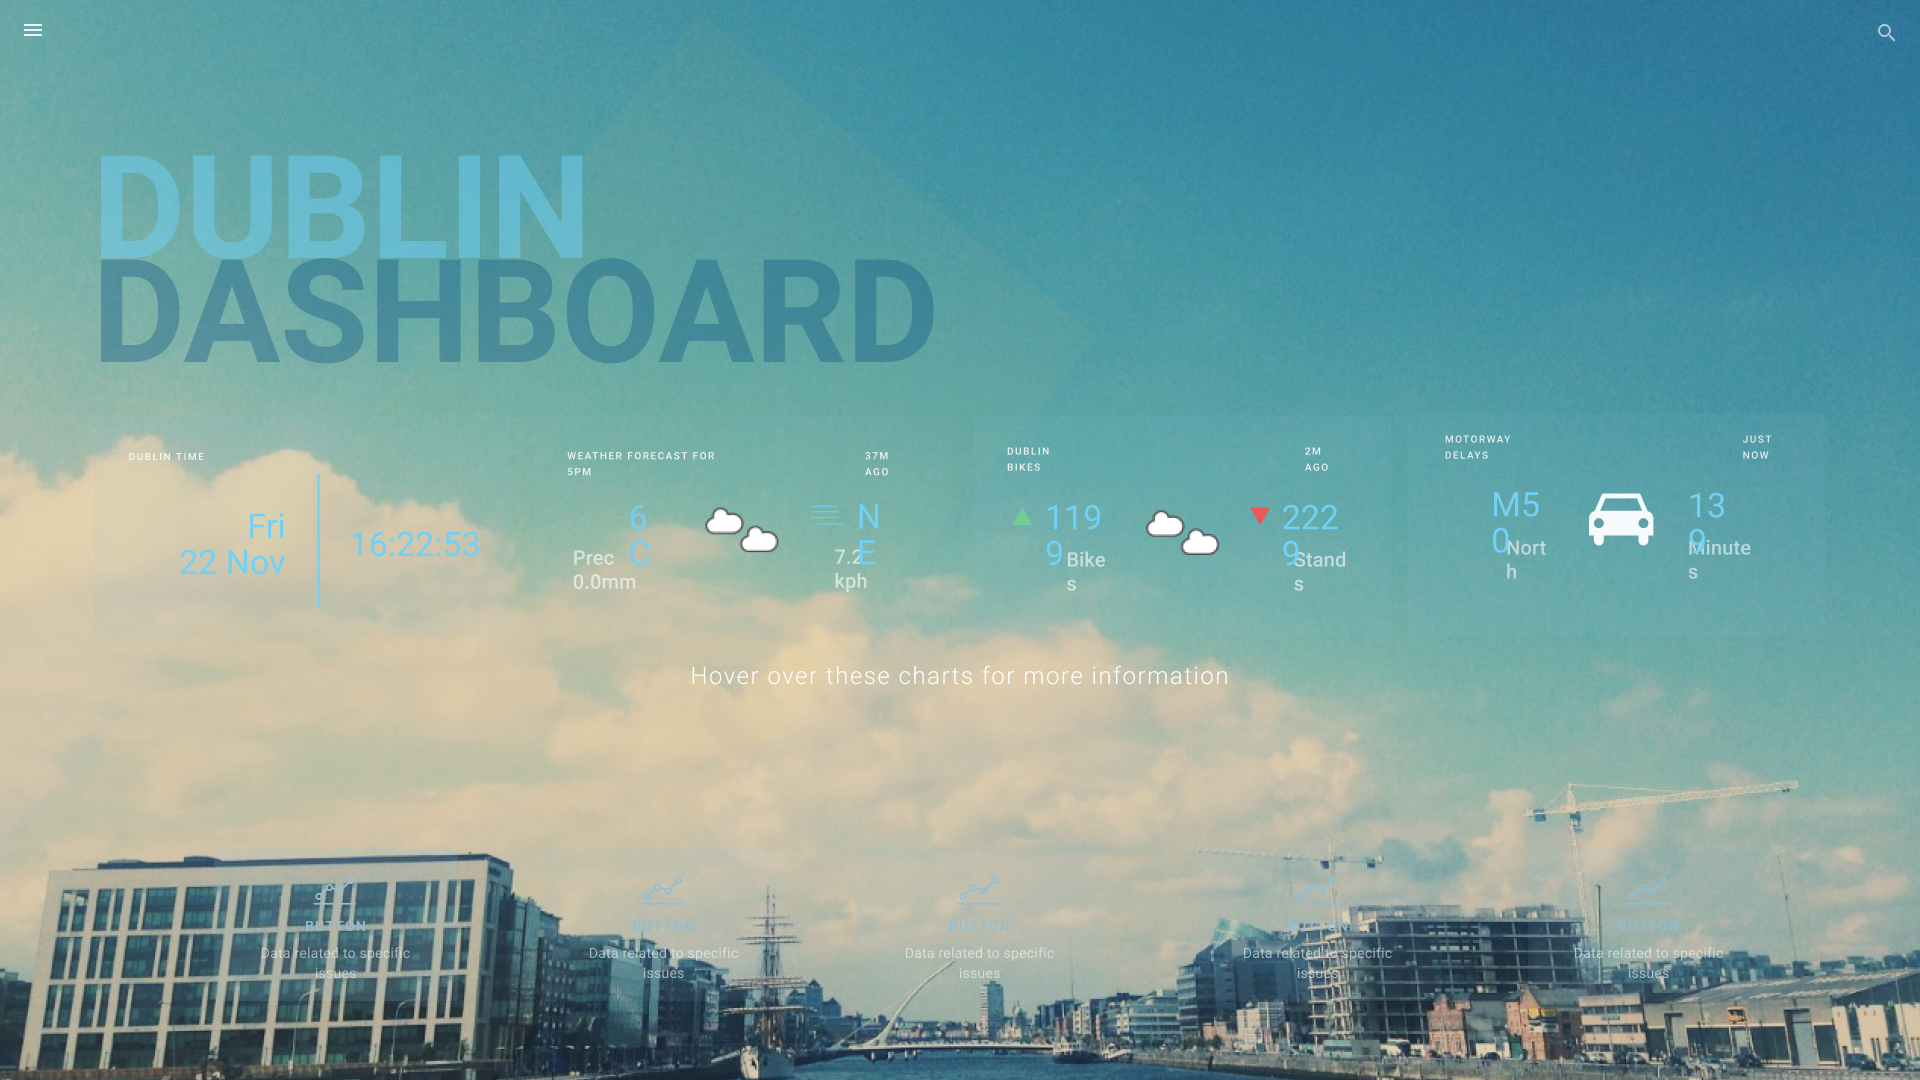 DUBLIN
DASHBOARD
DUBLIN TIME
Fri
22 Nov
16:22:53
WEATHER FORECAST FOR
5PM
37M
AGO
6
C
Prec
0.0mm
N
E
7.2
kph
DUBLIN
BIKES
2M
AGO
119
9
Bike
s
222
9
Stand
s
MOTORWAY
DELAYS
JUST
NOW
M5
0
Nort
h
13
9
Minute
s
Hover over these charts for more information
BUTTON
Data related to specific
issues
BUTTON
Data related to specific
issues
BUTTON
Data related to specific
issues
BUTTON
Data related to specific
issues
BUTTON
Data related to specific
issues